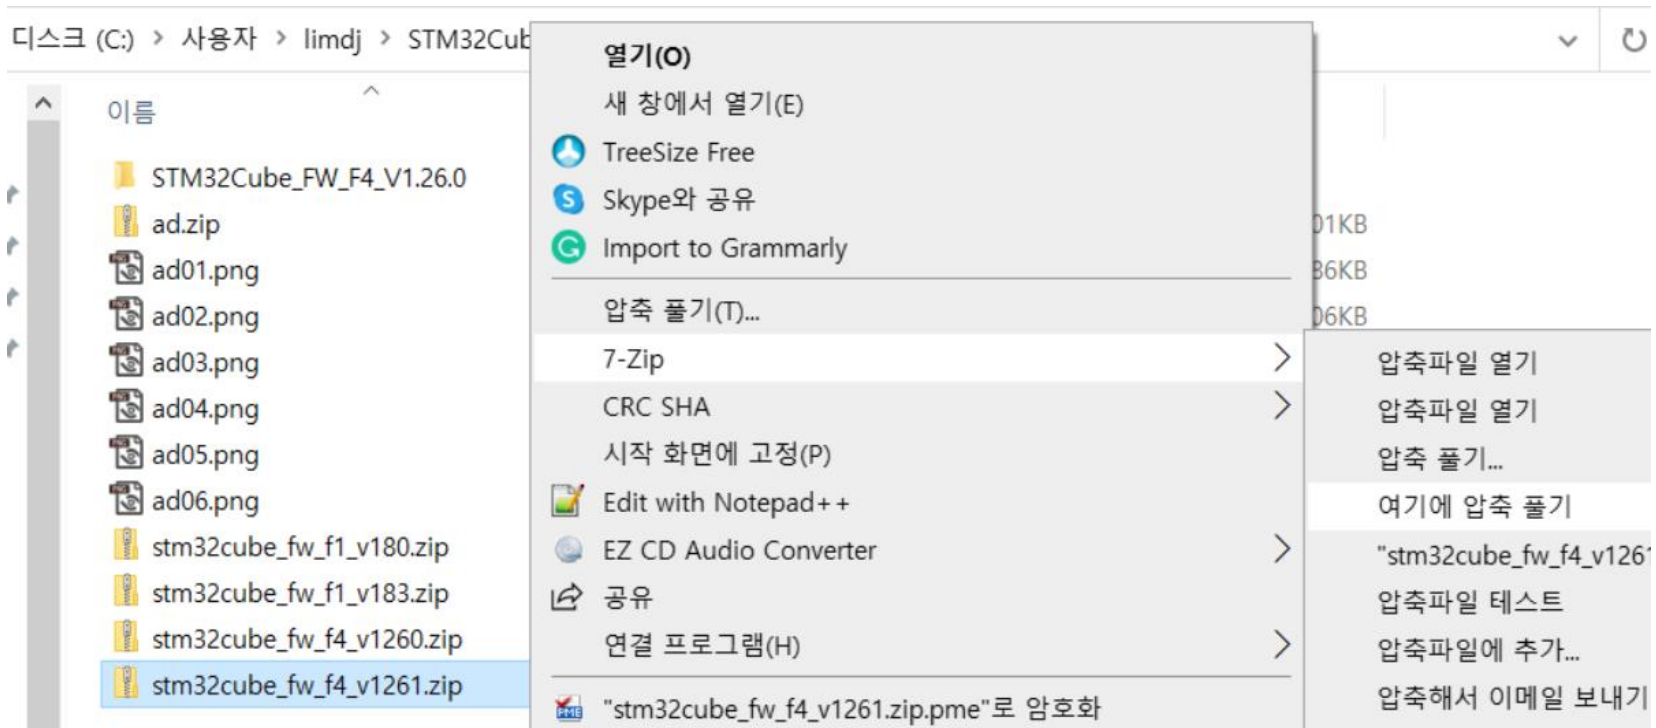 디스크 (C:) > 사용자 > limdj > STM32Cub
이름
STM32Cube_FW_F4_V1.26.0
ad.zip
ad01.png
ad02.png
ad03.png
ad04.png
ad05.png
ad06.png
stm32cube_fw_f1_v180.zip
stm32cube_fw_f1_v183.zip
stm32cube_fw_f4_v1260.zip
stm32cube_fw_f4_v1261.zip
열기(O)
새 창에서 열기(E)
TreeSize Free
Skype와 공유
Import to Grammarly
압축 풀기(T)...
7-Zip
CRC SHA
시작 화면에 고정(P)
Edit with Notepad++
EZ CD Audio Converter
공유
연결 프로그램(H)
"stm32cube_fw_f4_v1261.zip.pme"로 암호화
01KB
36KB
06KB
압축파일 열기
압축파일 열기
압축 풀기...
여기에 압축 풀기
"stm32cube_fw_f4_v1261
압축파일 테스트
압축파일에 추가...
압축해서 이메일 보내기